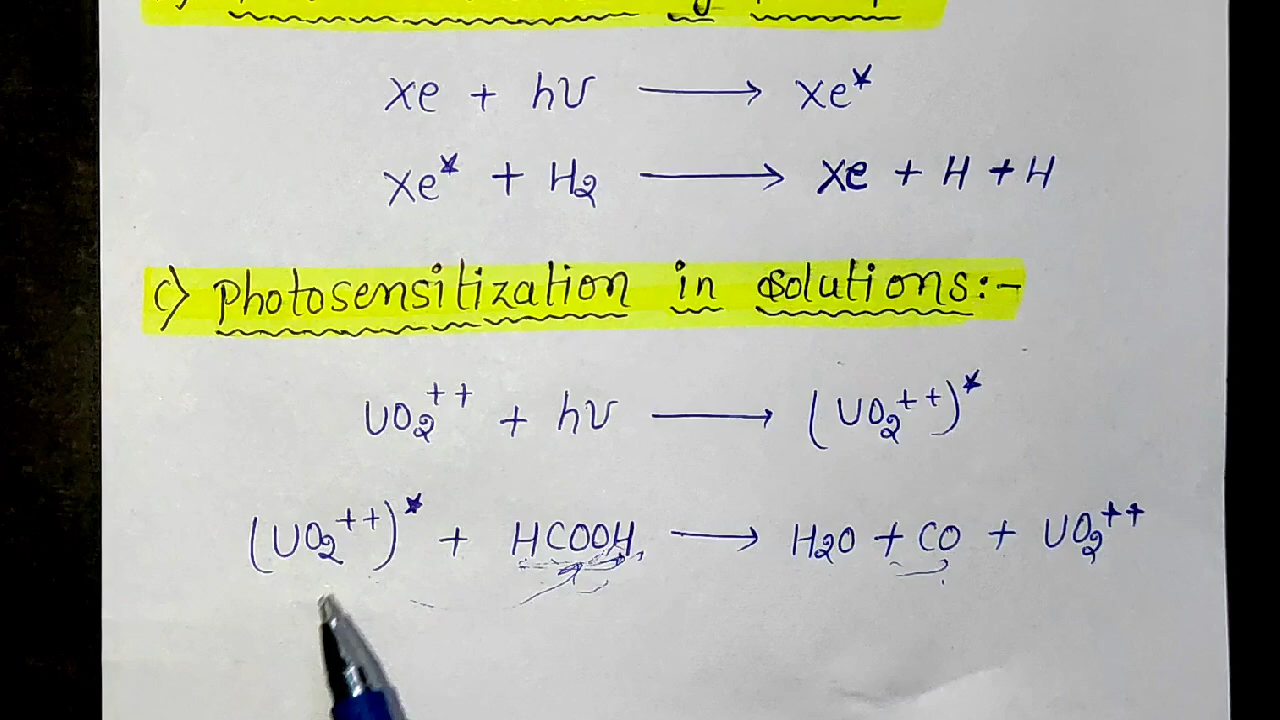 Xe + hν ⟶ Xe*
Xe* + H₂ ⟶ Xe + H + H
c) Photosensitization in solutions:-
UO₂⁺⁺ + hν ⟶ (UO₂⁺⁺)*
(UO₂⁺⁺)* + HCOOH ⟶ H2O + CO + UO₂⁺⁺